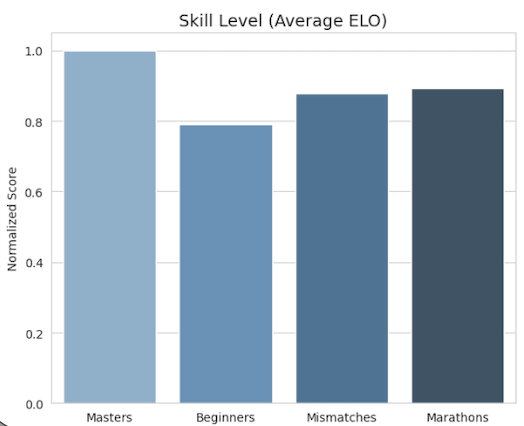 Skill Level (Average ELO)
Normalized Score
1.0
0.8
0.6
0.4
0.2
0.0
Masters Beginners Mismatches Marathons